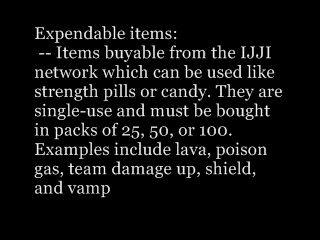 Expendable items:
-- Items buyable from the IJJI
network which can be used like
strength pills or candy. They are
single-use and must be bought
in packs of 25, 50, or 100.
Examples include lava, poison
gas, team damage up, shield,
and vamp